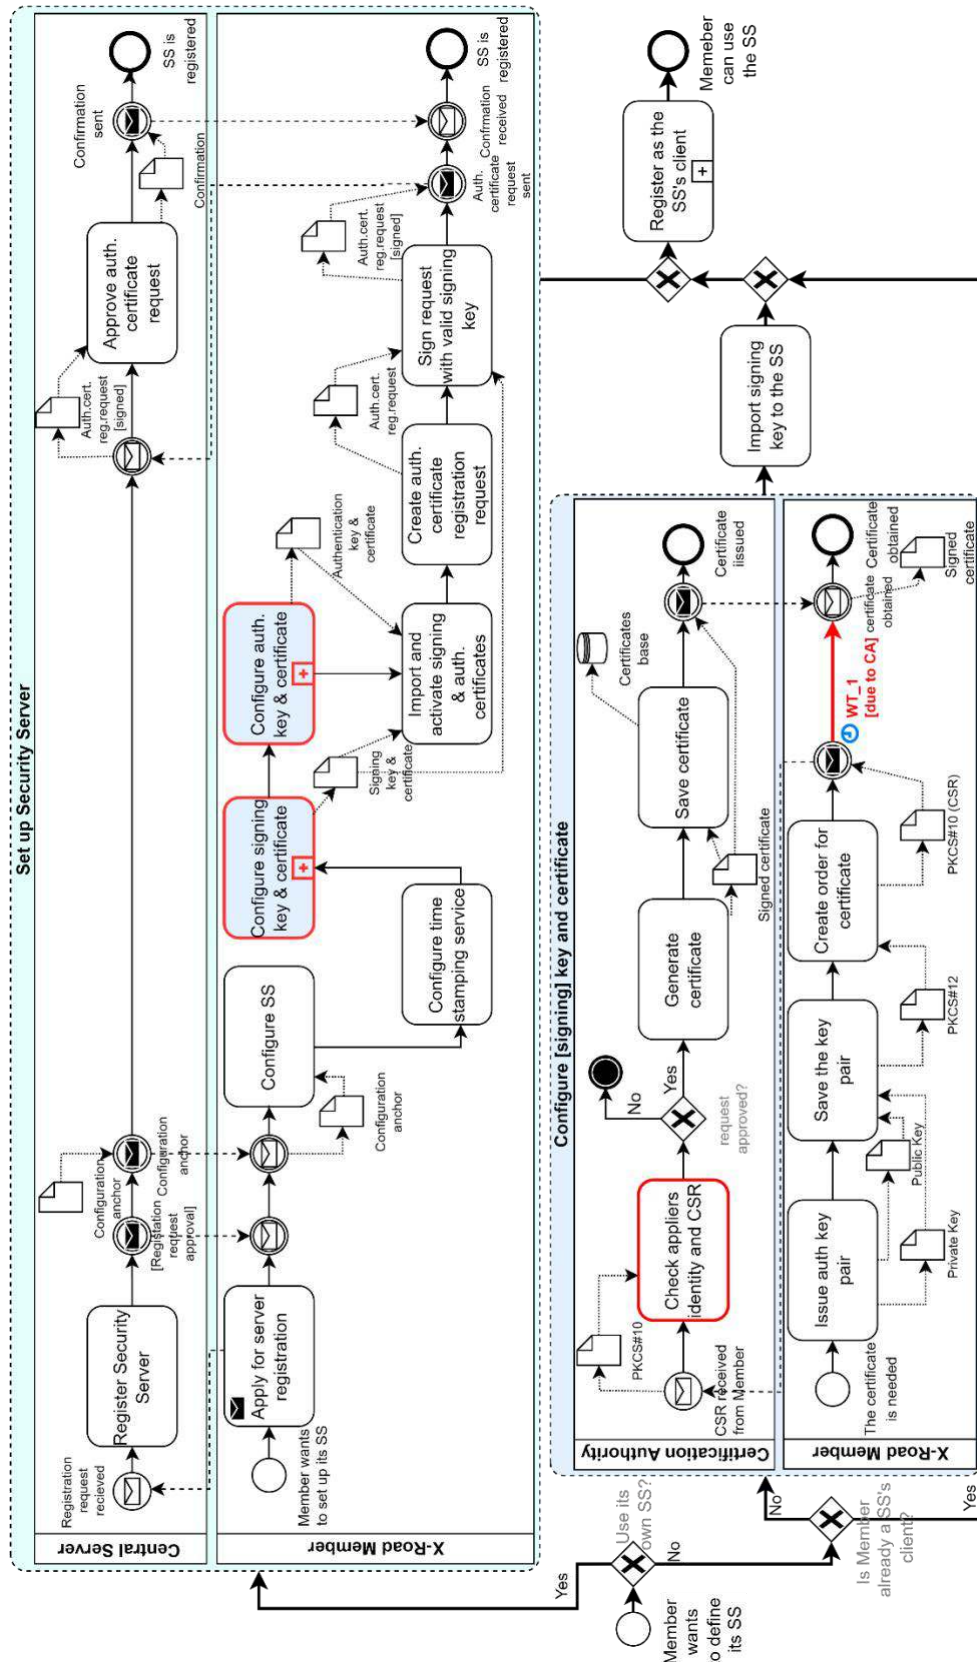 Set up Security Server
Central Server
Registration
request
recieved
Register Security
Server
[Registation
request
approval]
Configuration
anchor
Configuration
anchor
Auth.cert.
reg.request
[signed]
Approve auth.
certificate
request
Confirmation
Confirmation
sent
SS is
registered
X-Road Member
Member wants
to set up its SS
Apply for server
registration
Configuration
anchor
Configure SS
Configure time
stamping service
Configure signing
key & certificate
Signing
key &
certificate
Configure auth.
key & certificate
Authentication
key &
certificate
Import and
activate signing
& auth.
certificates
Create auth.
certificate
registration
request
Auth.cert.
reg.request
Sign request
with valid signing
key
Auth.cert.
reg.request
[signed]
Auth.
certificate
request
sent
Confrmation
received
SS is
registered
Member
wants
o define
its SS
Use its
own SS?
Yes
No
Is Member
already a SS's
client?
No
Yes
Configure [signing] key and certificate
Certification Authority
CSR received
from Member
PKCS#10
Check appliers
identity and CSR
request
approved?
No
Yes
Generate
certificate
Signed certificate
Save certificate
Certificates
base
Certificate
iissued
X-Road Member
The certificate
is needed
Issue auth key
pair
Private Key
Public Key
Save the key
pair
PKCS#12
Create order for
certificate
PKCS#10 (CSR)
WT_1
[due to CA]
certificate
obtained
Certificate
obtained
Signed
certificate
Import signing
key to the SS
Register as the
SS's client
Memeber
can use
the SS